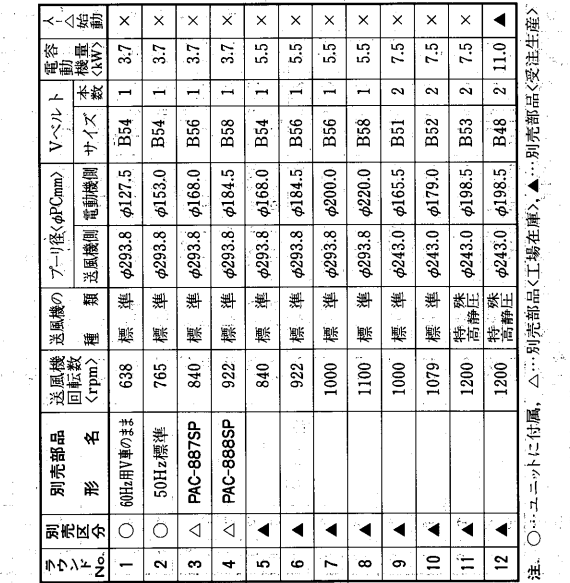 ラウンドNo. 別売区分 別売部品形名 送風機回転数<rpm> 送風機の種類 プーリ径<φPCmm> Vベルト 電動機容量<kW> 人-△始動
送風機側 電動機側 サイズ 本数
1 ○ 60Hz用V車のまま 638 標準 φ293.8 φ127.5 B54 1 3.7 ×
2 ○ 50Hz標準 765 標準 φ293.8 φ153.0 B54 1 3.7 ×
3 △ PAC-887SP 840 標準 φ293.8 φ168.0 B56 1 3.7 ×
4 △ PAC-888SP 922 標準 φ293.8 φ184.5 B58 1 3.7 ×
5 ▲ 840 標準 φ293.8 φ168.0 B54 1 5.5 ×
6 ▲ 922 標準 φ293.8 φ184.5 B56 1 5.5 ×
7 ▲ 1000 標準 φ293.8 φ200.0 B56 1 5.5 ×
8 ▲ 1100 標準 φ293.8 φ220.0 B58 1 5.5 ×
9 ▲ 1000 標準 φ243.0 φ165.5 B51 2 7.5 ×
10 ▲ 1079 標準 φ243.0 φ179.0 B52 2 7.5 ×
11 ▲ 1200 特殊高静圧 φ243.0 φ198.5 B53 2 7.5 ×
12 ▲ 1200 特殊高静圧 φ243.0 φ198.5 B48 2 11.0 ▲
注. ○…ユニットに付属, △…別売部品<工場在庫>, ▲…別売部品<受注生産>